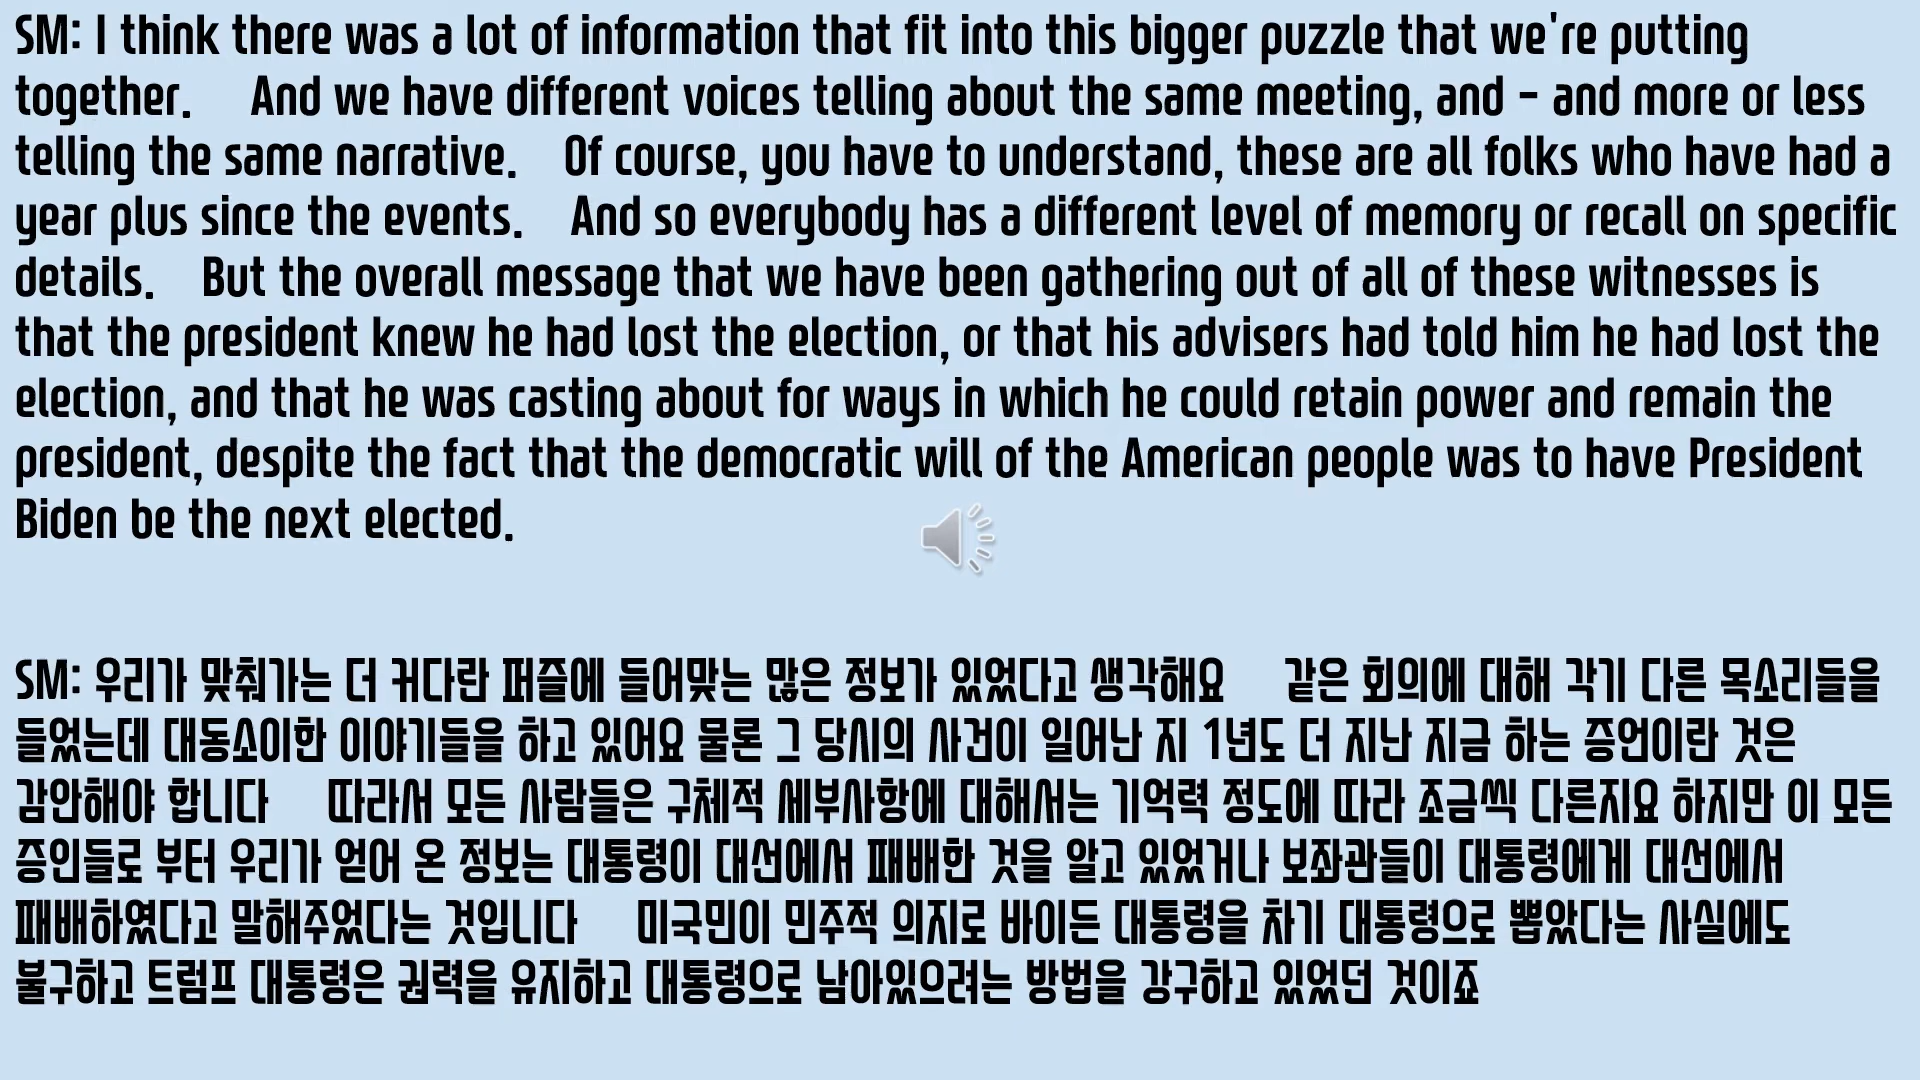 SM: I think there was a lot of information that fit into this bigger puzzle that we're putting
together. And we have different voices telling about the same meeting, and - and more or less
telling the same narrative. Of course, you have to understand, these are all folks who have had a
year plus since the events. And so everybody has a different level of memory or recall on specific
details. But the overall message that we have been gathering out of all of these witnesses is
that the president knew he had lost the election, or that his advisers had told him he had lost the
election, and that he was casting about for ways in which he could retain power and remain the
president, despite the fact that the democratic will of the American people was to have President
Biden be the next elected.
SM: 우리가 맞춰가는 더 커다란 퍼즐에 들어맞는 많은 정보가 있었다고 생각해요 같은 회의에 대해 각기 다른 목소리들을
들었는데 대동소이한 이야기들을 하고 있어요 물론 그 당시의 사건이 일어난 지 1년도 더 지난 지금 하는 증언이란 것은
감안해야 합니다 따라서 모든 사람들은 구체적 세부사항에 대해서는 기억력 정도에 따라 조금씩 다른지요 하지만 이 모든
증인들로 부터 우리가 얻어 온 정보는 대통령이 대선에서 패배한 것을 알고 있었거나 보좌관들이 대통령에게 대선에서
패배하였다고 말해주었다는 것입니다 미국민이 민주적 의지로 바이든 대통령을 차기 대통령으로 뽑았다는 사실에도
불구하고 트럼프 대통령은 권력을 유지하고 대통령으로 남아있으려는 방법을 강구하고 있었던 것이죠